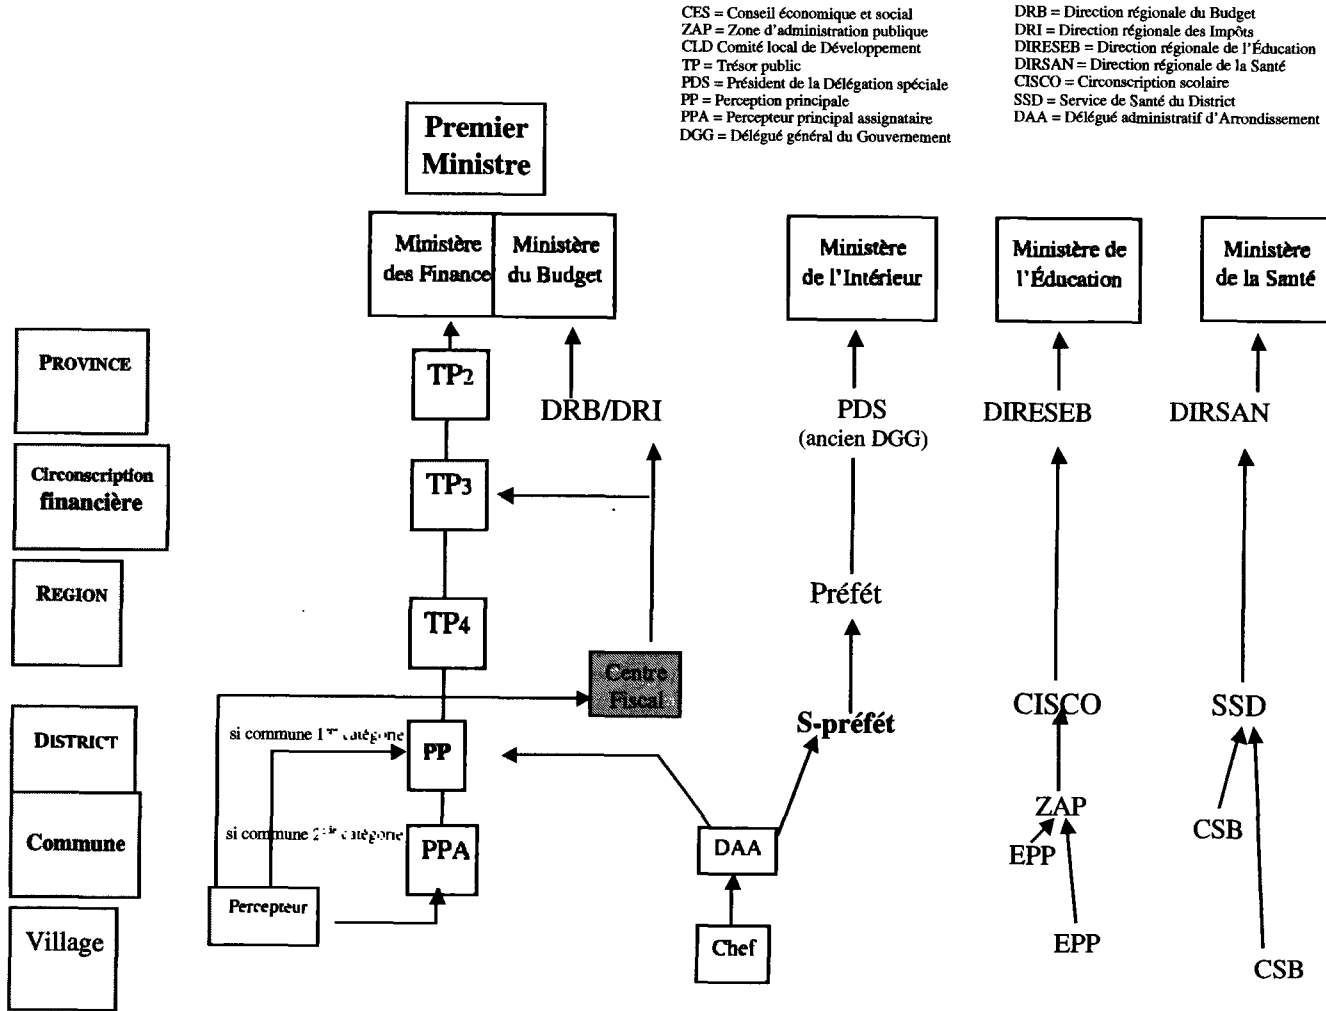 CES = Conseil économique et social
ZAP = Zone d'administration publique
CLD Comité local de Développement
TP = Trésor public
PDS = Président de la Délégation spéciale
PP = Perception principale
PPA = Percepteur principal assignataire
DGG = Délégué général du Gouvernement
DRB = Direction régionale du Budget
DRI = Direction régionale des Impôts
DIRESEB = Direction régionale de l'Éducation
DIRSAN = Direction régionale de la Santé
CISCO = Circonscription scolaire
SSD = Service de Santé du District
DAA = Délégué administratif d'Arrondissement
Premier
Ministre
Ministère
des Finance
Ministère
du Budget
Ministère
de l'Intérieur
Ministère de
l'Éducation
Ministère
de la Santé
PROVINCE
TP2
DRB/DRI
PDS
(ancien DGG)
DIRESEB
DIRSAN
Circonscription
financière
TP3
REGION
TP4
Préfét
Centre
Fiscal
CISCO
SSD
S-préfét
DISTRICT
si commune 1 catégorie
PP
ZAP
CSB
Commune
si commune 2 catégorie
PPA
DAA
EPP
Percepteur
Village
Chef
EPP
CSB